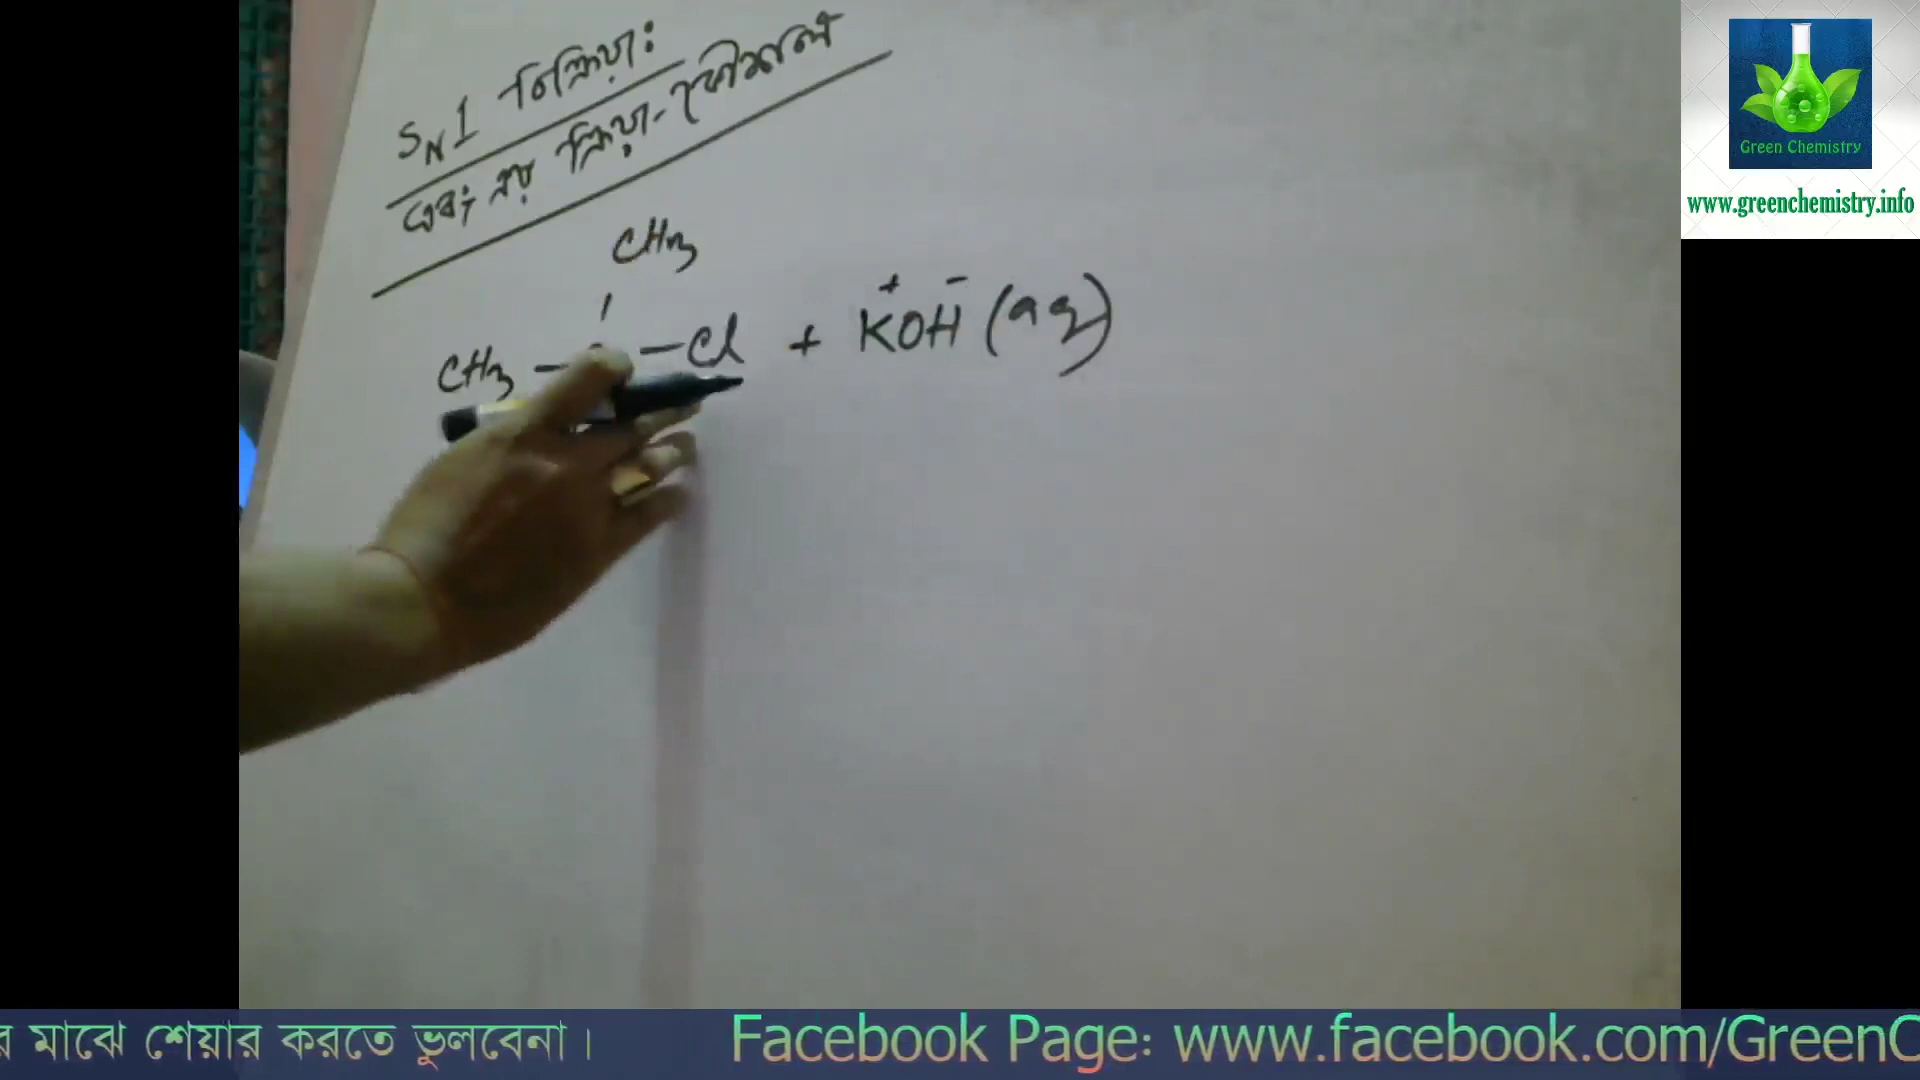 SN1 বিক্রিয়া:
এবং এর ক্রিয়া-কৌশল
CH3
CH3 - - Cl + K+OH- (aq)
Green Chemistry
www.greenchemistry.info
র মাঝে শেয়ার করতে ভুলবেনা। Facebook Page: www.facebook.com/GreenC